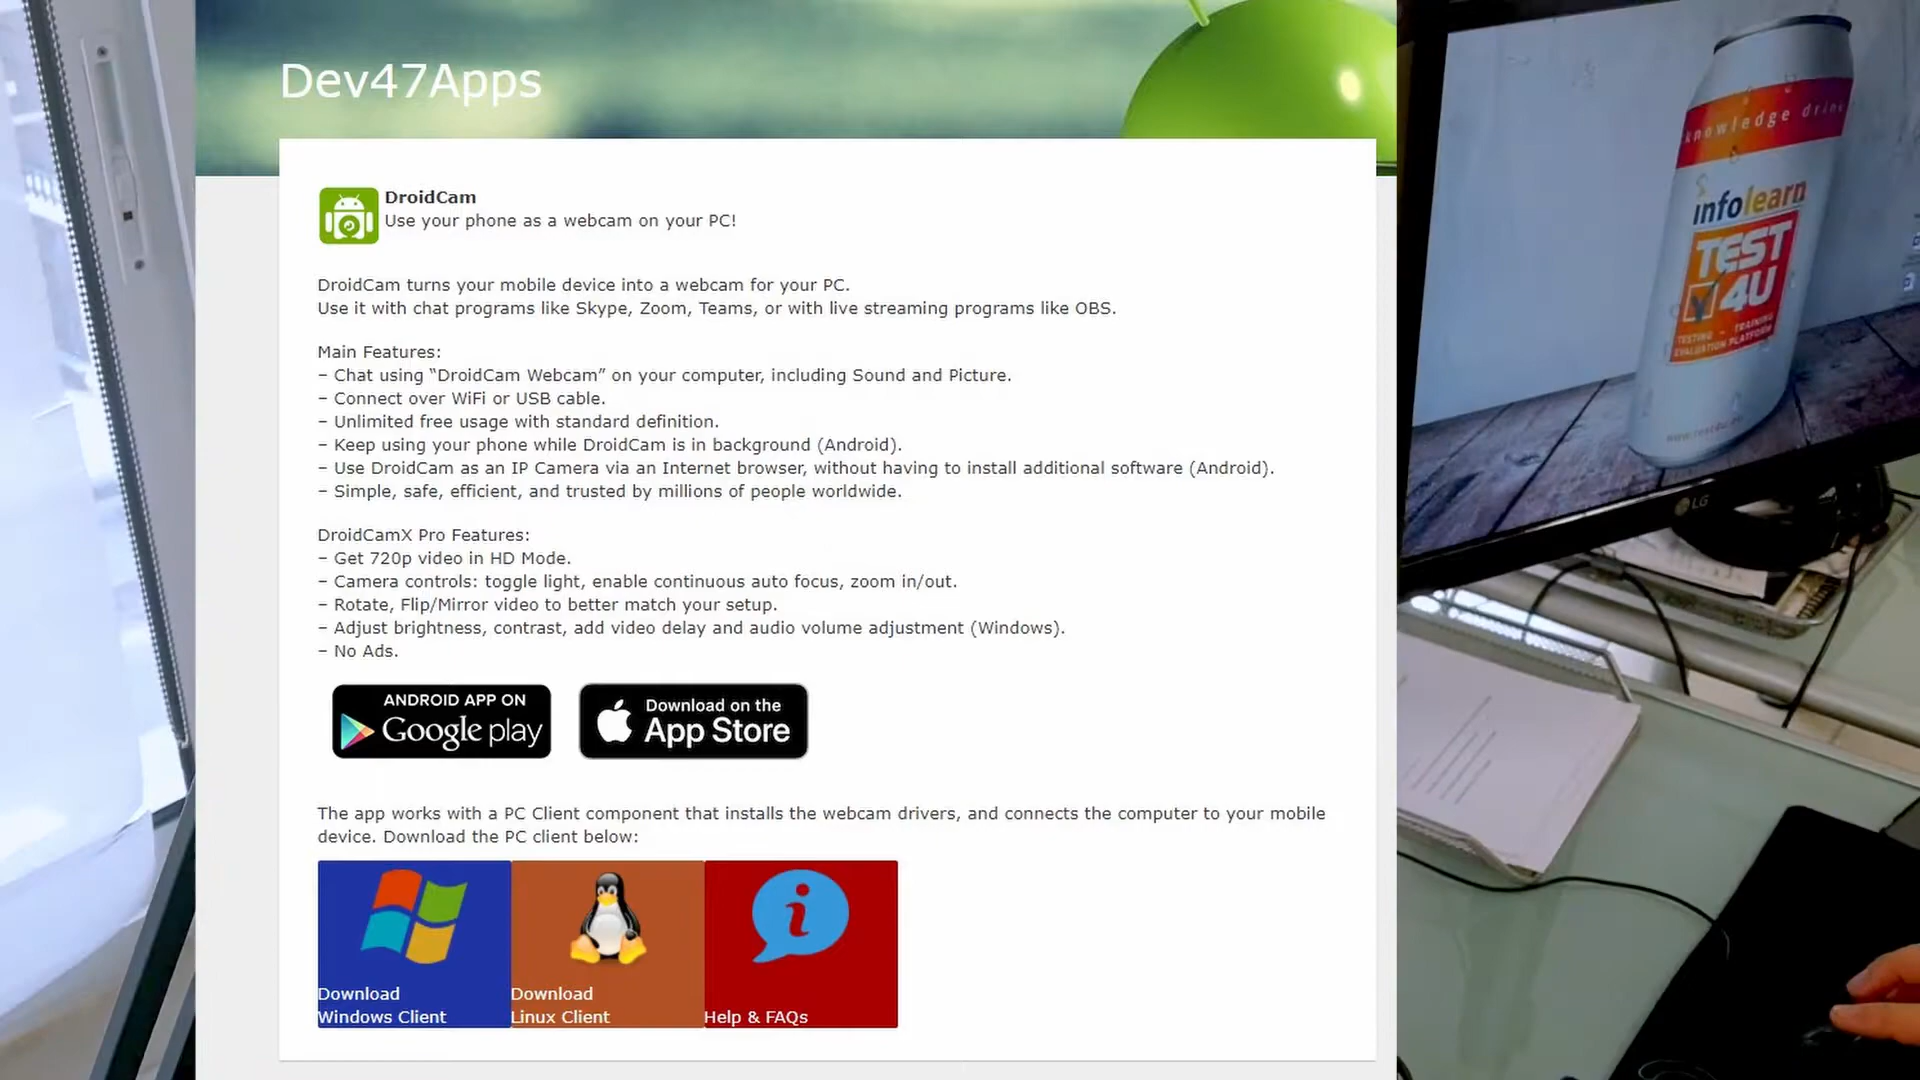 Dev47Apps
DroidCam
Use your phone as a webcam on your PC!
DroidCam turns your mobile device into a webcam for your PC.
Use it with chat programs like Skype, Zoom, Teams, or with live streaming programs like OBS.
Main Features:
– Chat using “DroidCam Webcam” on your computer, including Sound and Picture.
– Connect over WiFi or USB cable.
– Unlimited free usage with standard definition.
– Keep using your phone while DroidCam is in background (Android).
– Use DroidCam as an IP Camera via an Internet browser, without having to install additional software (Android).
– Simple, safe, efficient, and trusted by millions of people worldwide.
DroidCamX Pro Features:
– Get 720p video in HD Mode.
– Camera controls: toggle light, enable continuous auto focus, zoom in/out.
– Rotate, Flip/Mirror video to better match your setup.
– Adjust brightness, contrast, add video delay and audio volume adjustment (Windows).
– No Ads.
ANDROID APP ON
Google play
Download on the
App Store
The app works with a PC Client component that installs the webcam drivers, and connects the computer to your mobile
device. Download the PC client below:
Download
Windows Client
Download
Linux Client
Help & FAQs
knowledge drink
infolearn
TEST
4U
TESTING - TRAINING
EVALUATION PLATFORM
LG